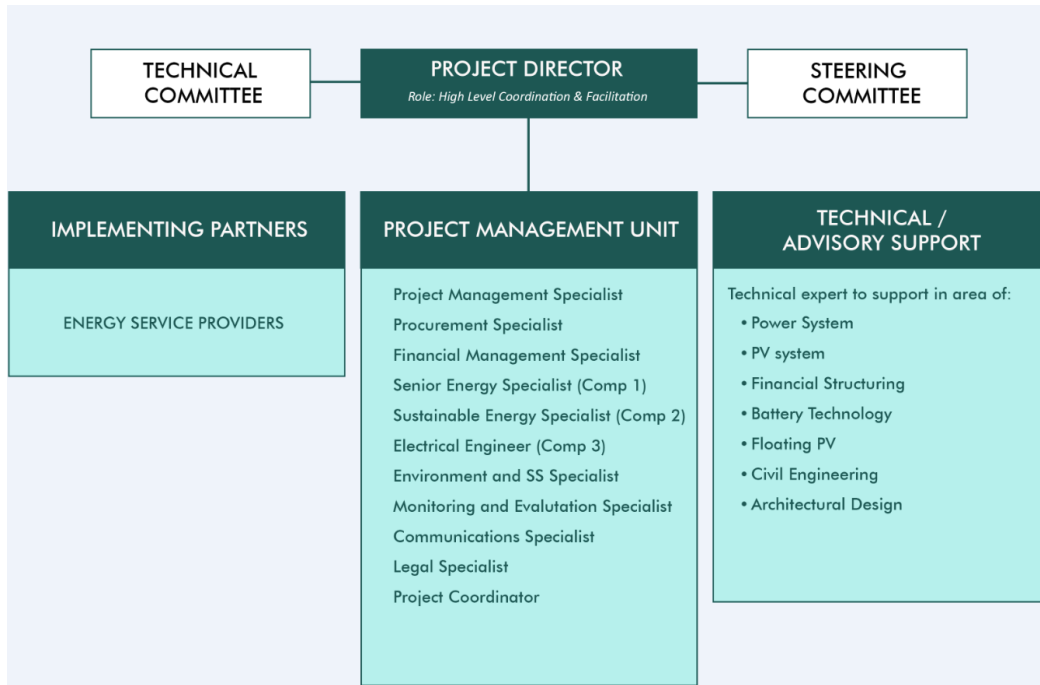 TECHNICAL
COMMITTEE
PROJECT DIRECTOR
Role: High Level Coordination & Facilitation
STEERING
COMMITTEE
IMPLEMENTING PARTNERS
ENERGY SERVICE PROVIDERS
PROJECT MANAGEMENT UNIT
Project Management Specialist
Procurement Specialist
Financial Management Specialist
Senior Energy Specialist (Comp 1)
Sustainable Energy Specialist (Comp 2)
Electrical Engineer (Comp 3)
Environment and SS Specialist
Monitoring and Evalutation Specialist
Communications Specialist
Legal Specialist
Project Coordinator
TECHNICAL /
ADVISORY SUPPORT
Technical expert to support in area of:
• Power System
• PV system
• Financial Structuring
• Battery Technology
• Floating PV
• Civil Engineering
• Architectural Design